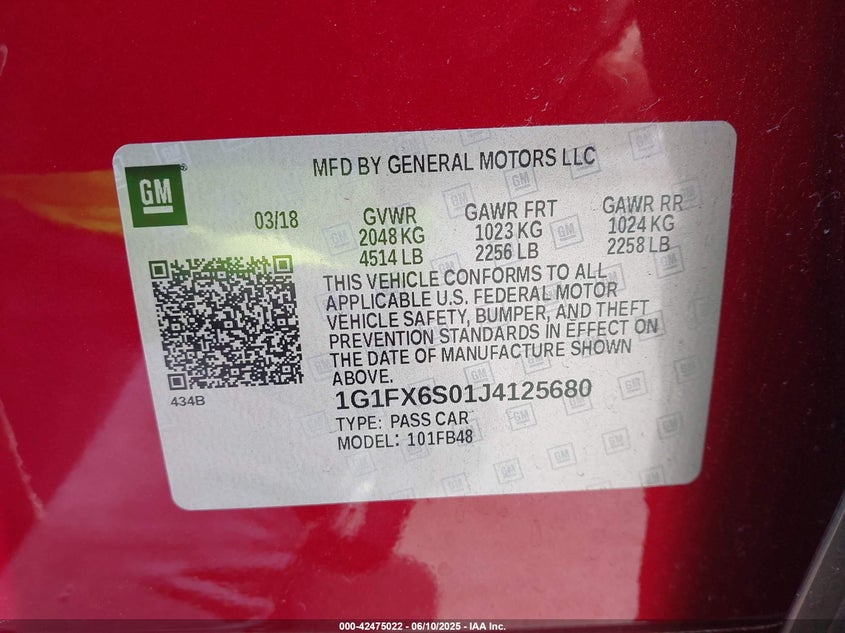 MFD BY GENERAL MOTORS LLC
GM
®
03/18
GVWR
2048 KG
4514 LB
GAWR FRT
1023 KG
2256 LB
GAWR RR
1024 KG
2258 LB
THIS VEHICLE CONFORMS TO ALL
APPLICABLE U.S. FEDERAL MOTOR
VEHICLE SAFETY, BUMPER, AND THEFT
PREVENTION STANDARDS IN EFFECT ON
THE DATE OF MANUFACTURE SHOWN
ABOVE.
434B
1G1FX6S01J4125680
TYPE: PASS CAR
MODEL: 101FB48
000-42475022 - 06/10/2025 - IAA Inc.